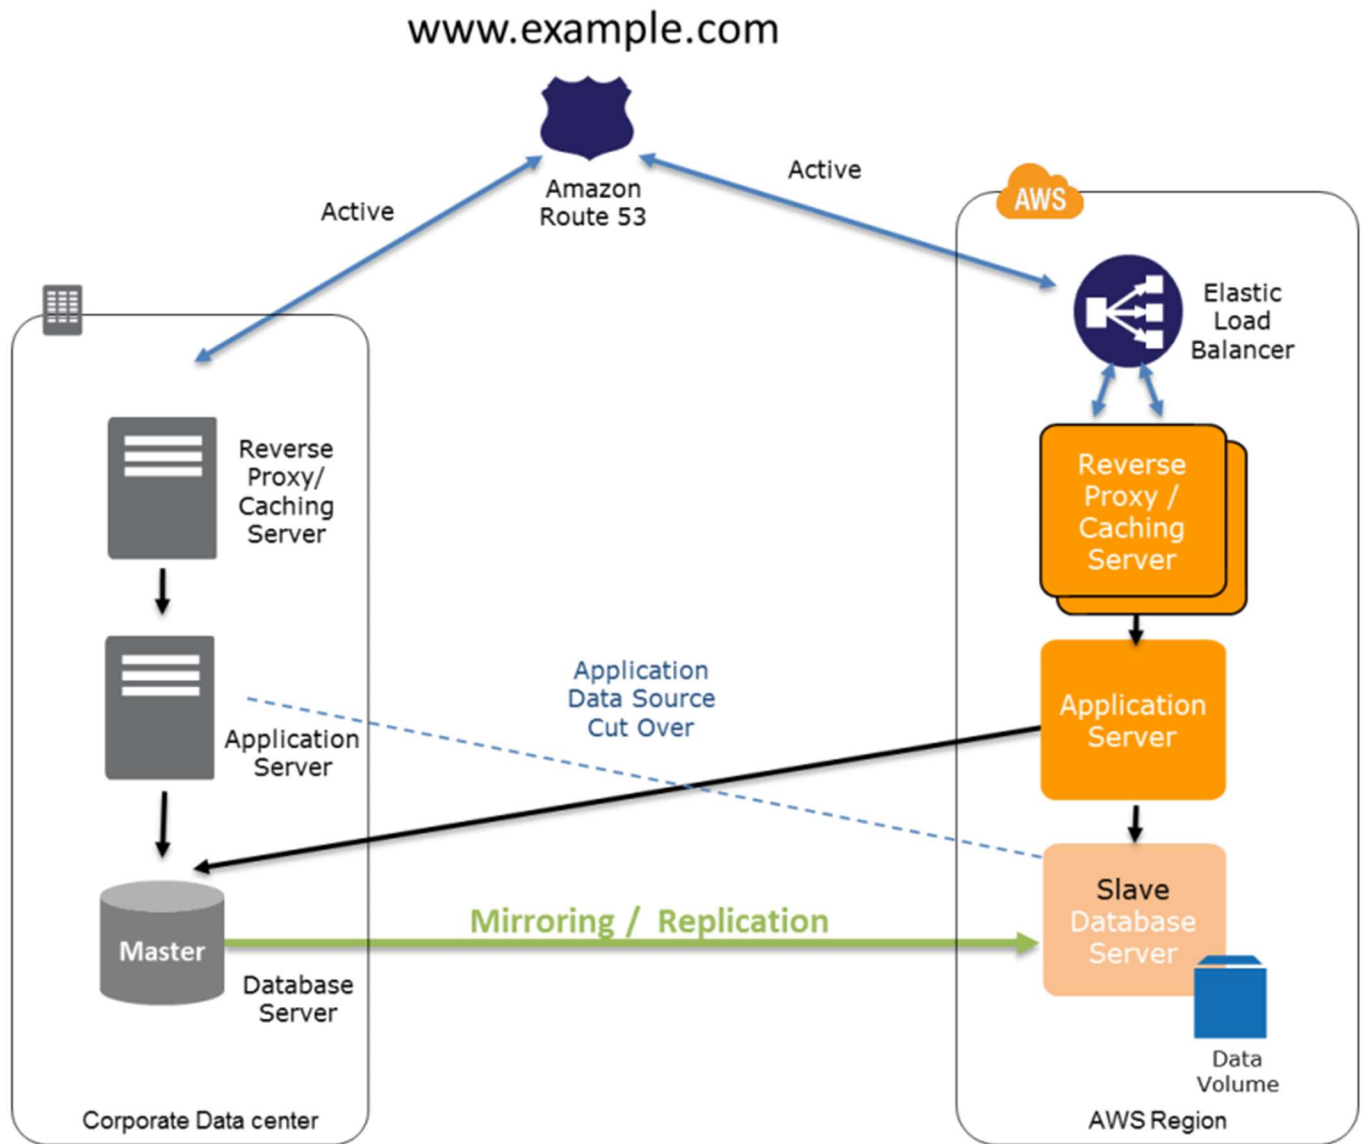 www.example.com
Amazon
Route 53
Active
Active
AWS
Elastic
Load
Balancer
Reverse
Proxy/
Caching
Server
Reverse
Proxy /
Caching
Server
Application
Server
Application
Data Source
Cut Over
Application
Server
Master
Database
Server
Mirroring / Replication
Slave
Database
Server
Data
Volume
Corporate Data center
AWS Region